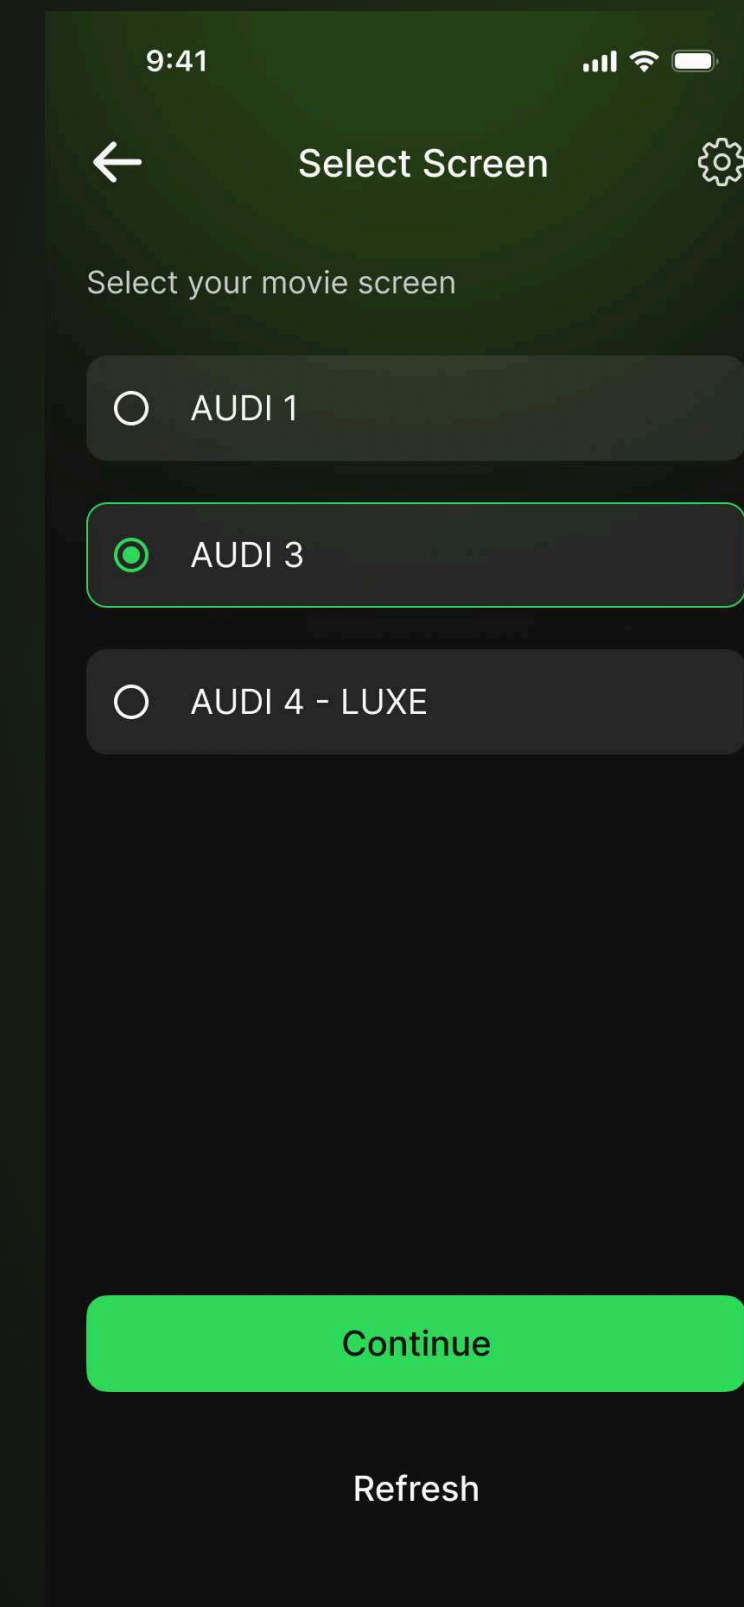 9:41
Select Screen
Select your movie screen
AUDI 1
AUDI 3
AUDI 4 - LUXE
Continue
Refresh